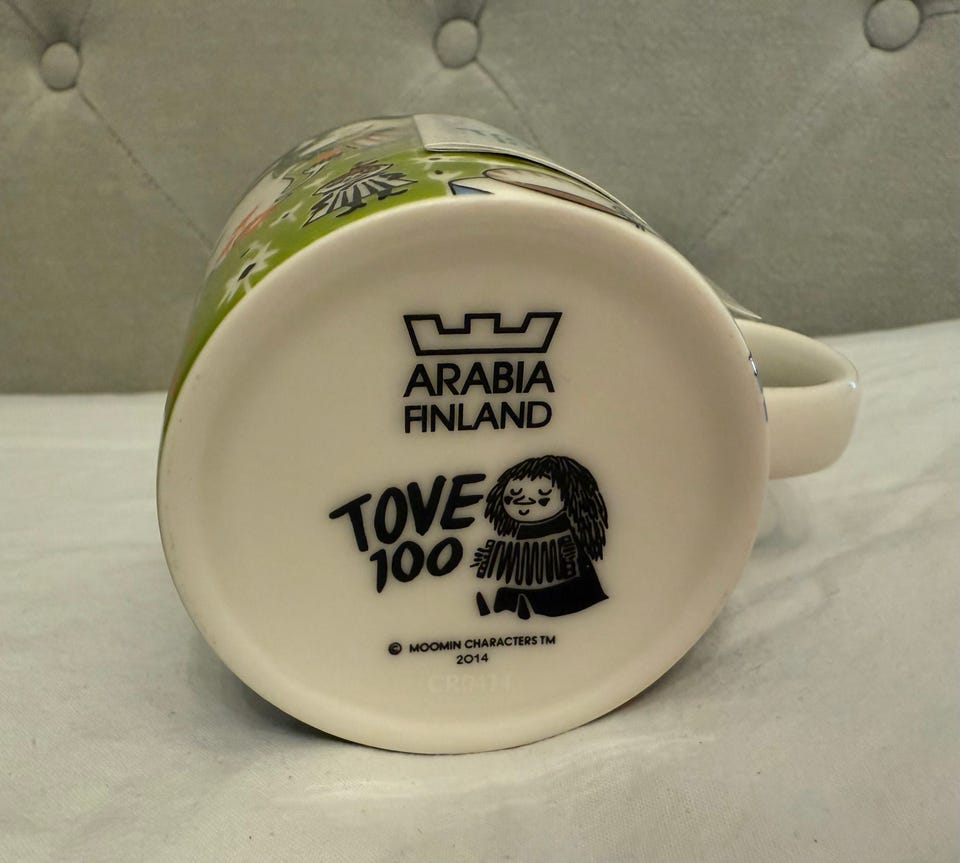 ARABIA
FINLAND
TOVE
100
© MOOMIN CHARACTERS TM
2014